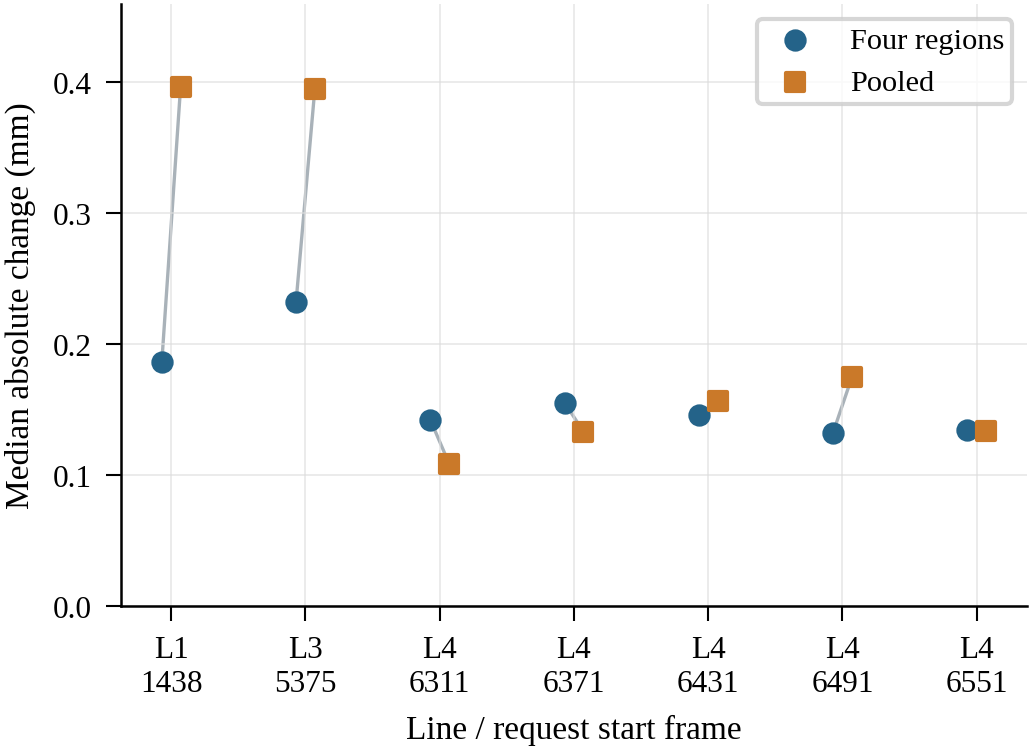 Four regions
Pooled
Median absolute change (mm)
0.4
0.3
0.2
0.1
0.0
L1 L3 L4 L4 L4 L4 L4
1438 5375 6311 6371 6431 6491 6551
Line / request start frame